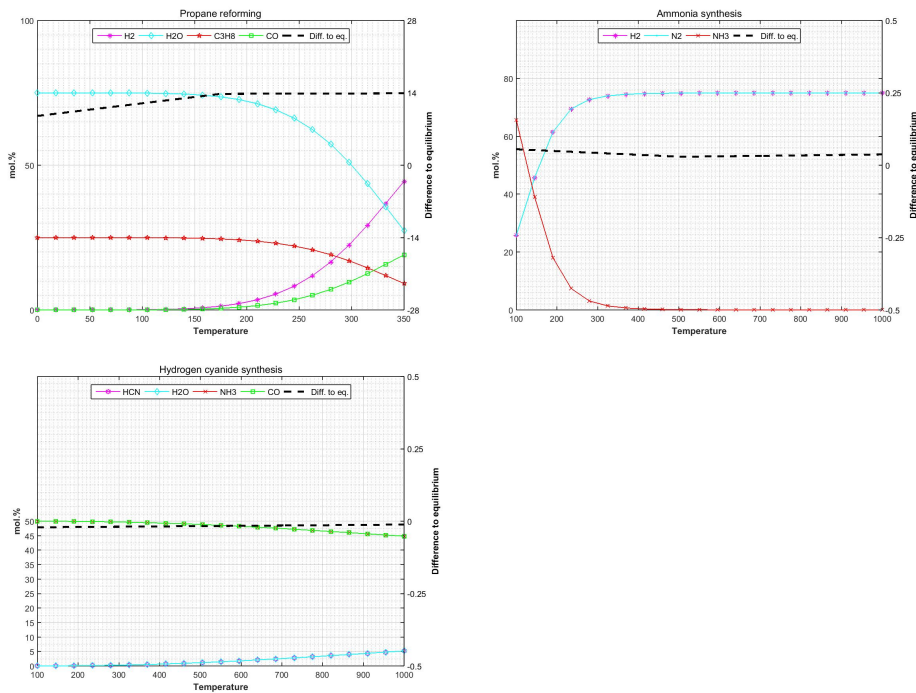 Propane reforming
H2 H2O C3H8 CO Diff. to eq.
100
50
0
mol.%
28
14
0
-14
-28
Difference to equilibrium
0 50 100 150 200 250 300 350
Temperature
Ammonia synthesis
H2 N2 NH3 Diff. to eq.
80
60
40
20
0
mol.%
0.5
0.25
0
-0.25
-0.5
Difference to equilibrium
100 200 300 400 500 600 700 800 900 1000
Temperature
Hydrogen cyanide synthesis
HCN H2O NH3 CO Diff. to eq.
50
45
40
35
30
25
20
15
10
5
0
mol.%
0.5
0.25
0
-0.25
-0.5
Difference to equilibrium
100 200 300 400 500 600 700 800 900 1000
Temperature